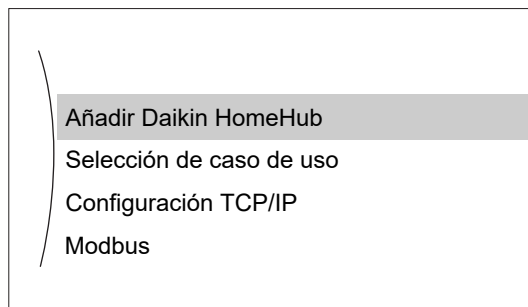 Añadir Daikin HomeHub
Selección de caso de uso
Configuración TCP/IP
Modbus